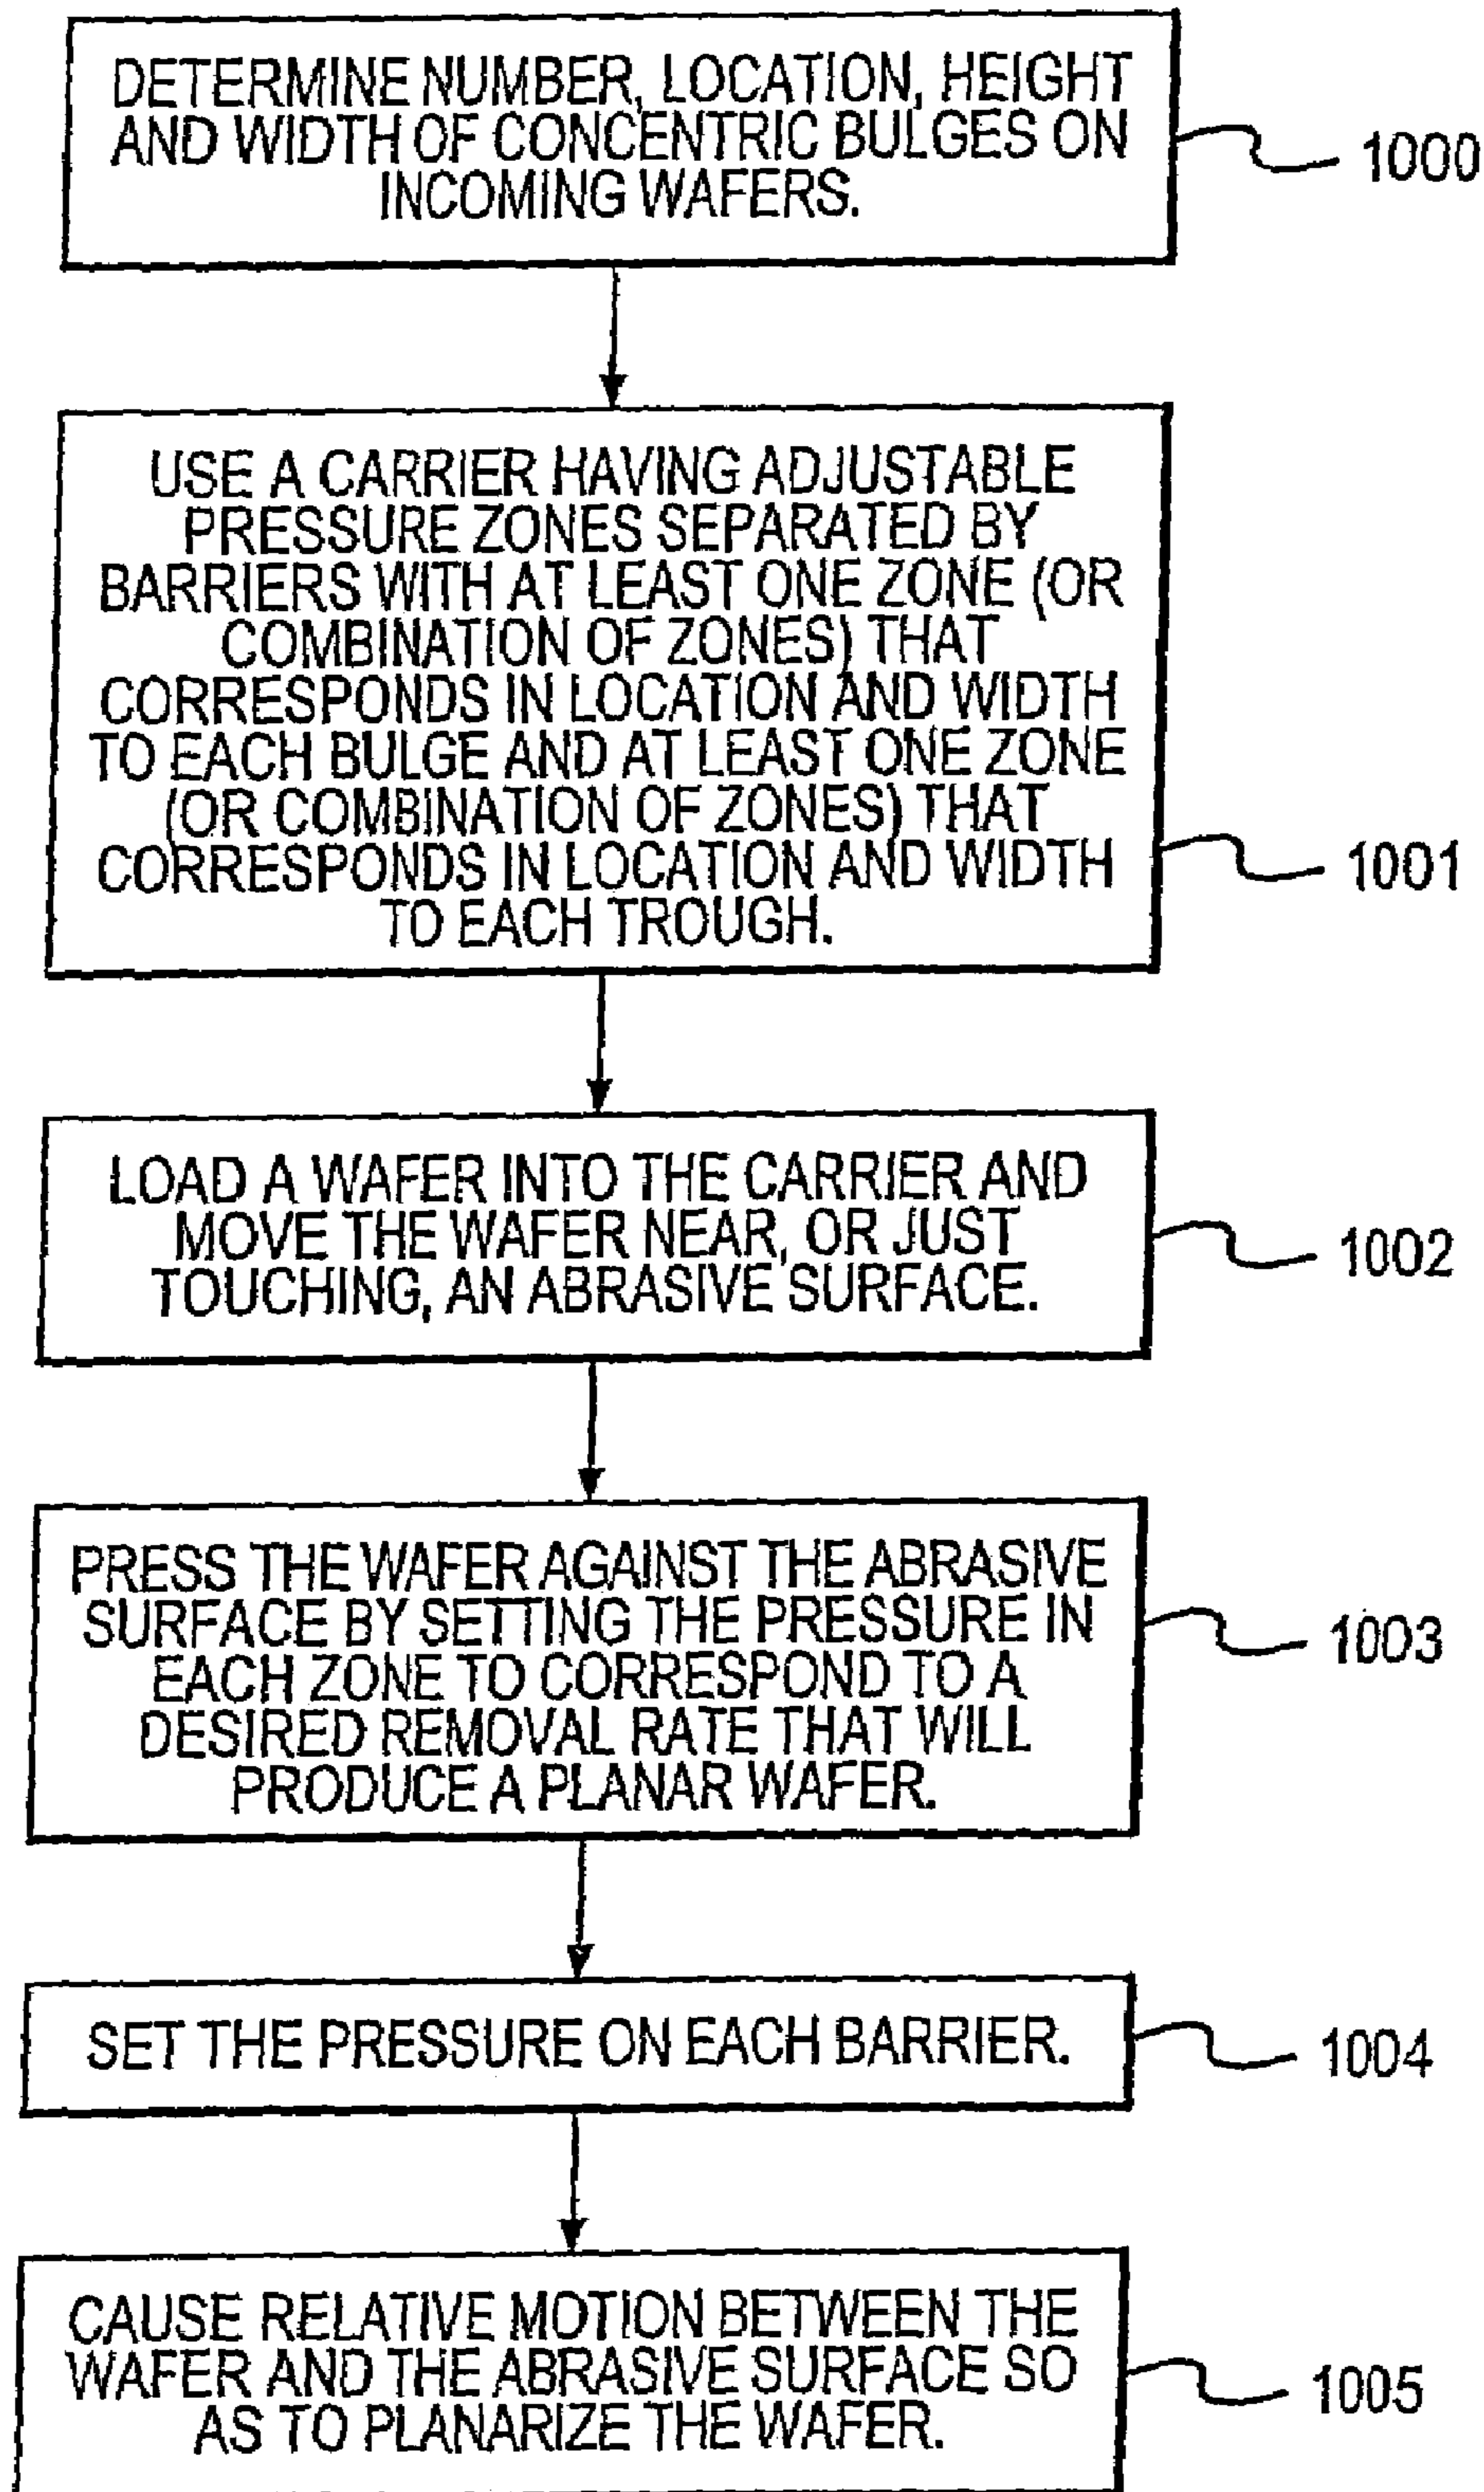 DETERMINE NUMBER, LOCATION, HEIGHT
AND WIDTH OF CONCENTRIC BULGES ON
INCOMING WAFERS.
1000
USE A CARRIER HAVING ADJUSTABLE
PRESSURE ZONES SEPARATED BY
BARRIERS WITH AT LEAST ONE ZONE (OR
COMBINATION OF ZONES) THAT
CORRESPONDS IN LOCATION AND WIDTH
TO EACH BULGE AND AT LEAST ONE ZONE
(OR COMBINATION OF ZONES) THAT
CORRESPONDS IN LOCATION AND WIDTH
TO EACH TROUGH.
1001
LOAD A WAFER INTO THE CARRIER AND
MOVE THE WAFER NEAR, OR JUST
TOUCHING, AN ABRASIVE SURFACE.
1002
PRESS THE WAFER AGAINST THE ABRASIVE
SURFACE BY SETTING THE PRESSURE IN
EACH ZONE TO CORRESPOND TO A
DESIRED REMOVAL RATE THAT WILL
PRODUCE A PLANAR WAFER.
1003
SET THE PRESSURE ON EACH BARRIER.
1004
CAUSE RELATIVE MOTION BETWEEN THE
WAFER AND THE ABRASIVE SURFACE SO
AS TO PLANARIZE THE WAFER.
1005